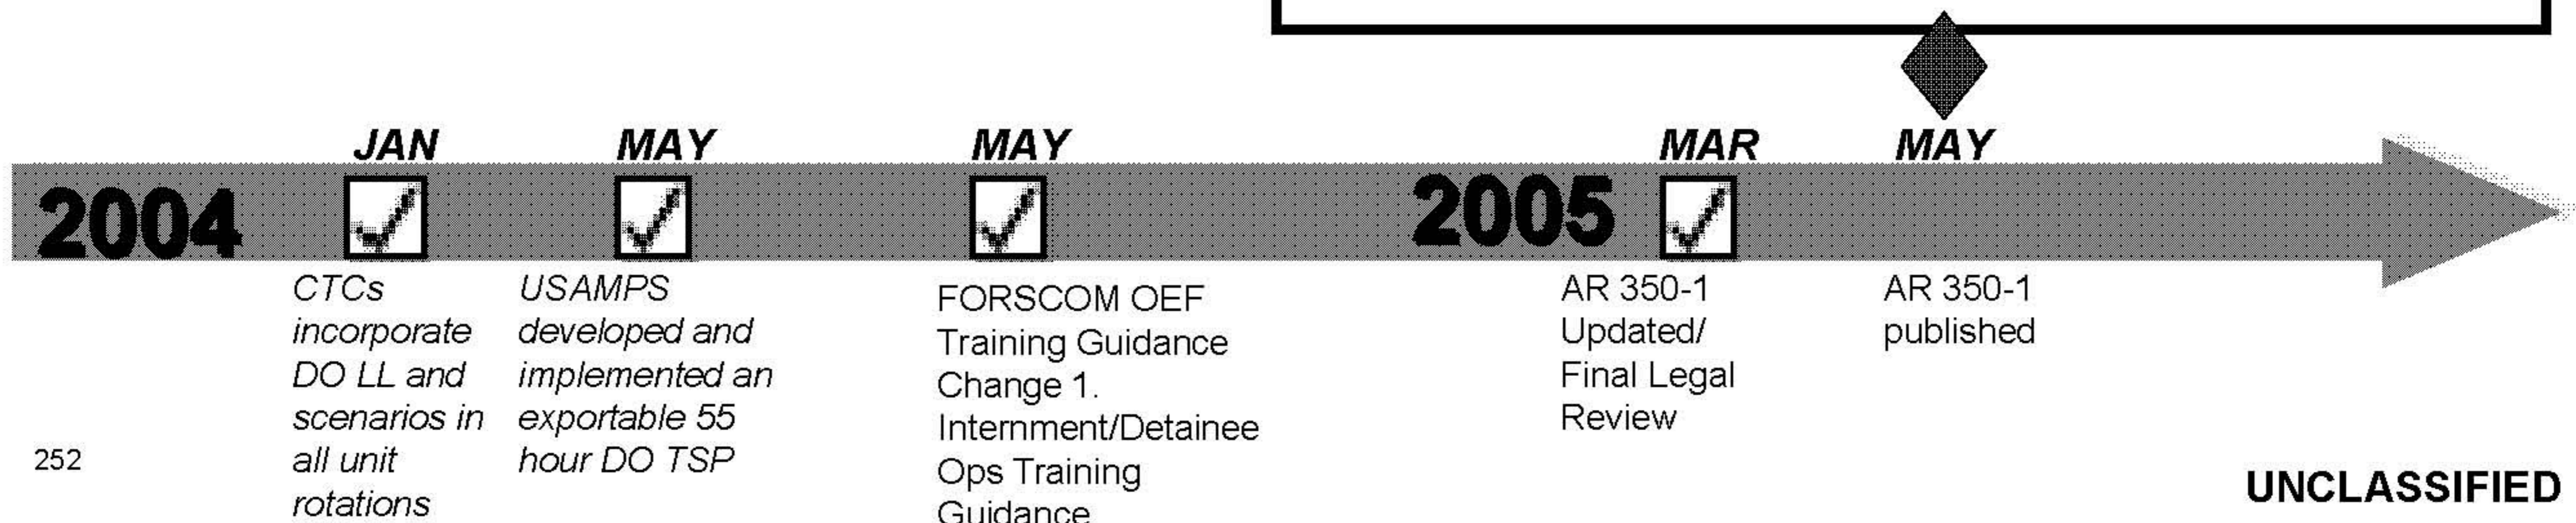 JAN
MAY
MAY
MAR
MAY
2004
2005
CTCs
incorporate
DO LL and
scenarios in
all unit
rotations
USAMPS
developed and
implemented an
exportable 55
hour DO TSP
FORSCOM OEF
Training Guidance
Change 1.
Internment/Detainee
Ops Training
Guidance
AR 350-1
Updated/
Final Legal
Review
AR 350-1
published
252
UNCLASSIFIED